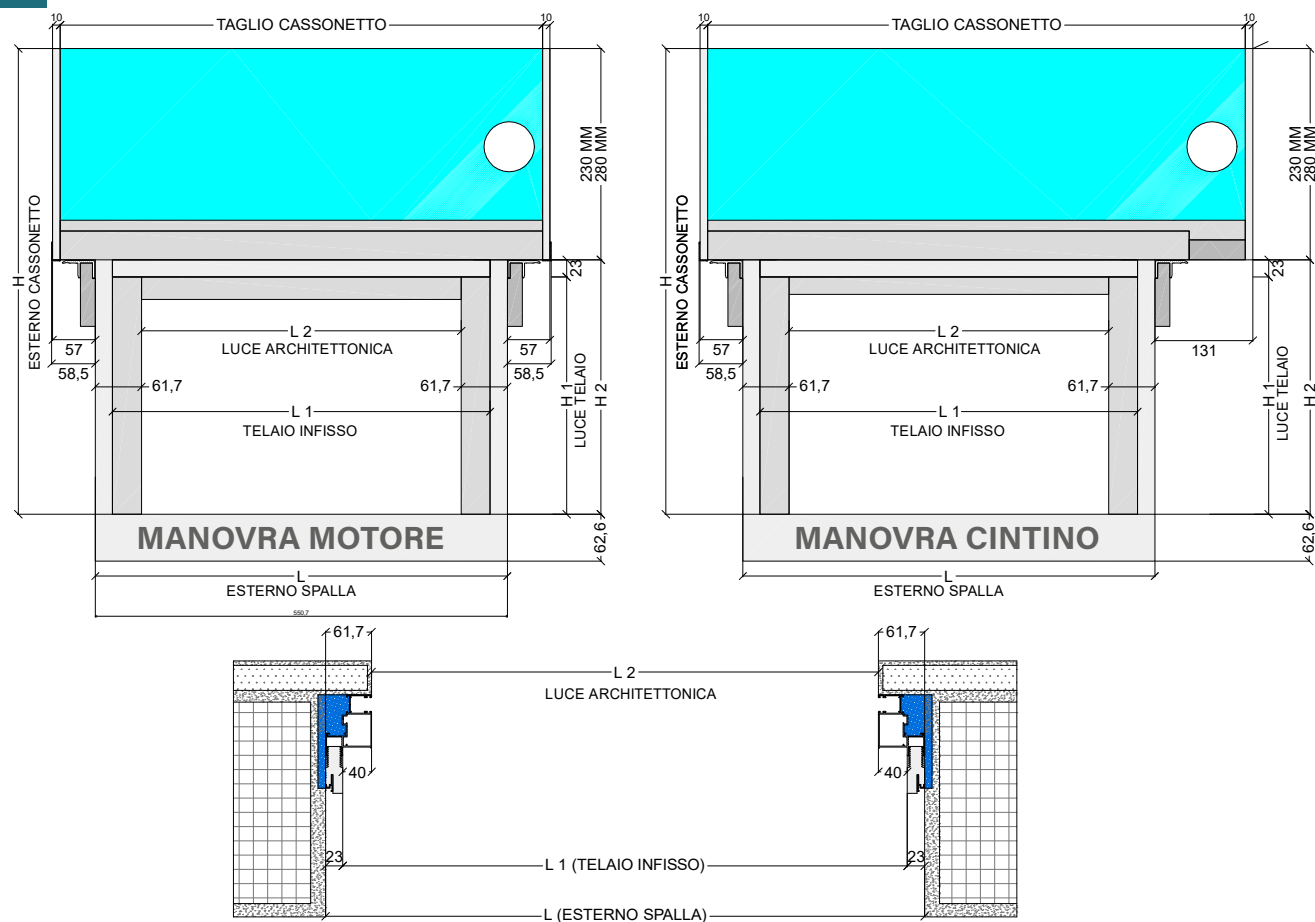 10
TAGLIO CASSONETTO
10
230 MM
280 MM
H
ESTERNO CASSONETTO
23
L 2
LUCE ARCHITETTONICA
57
58,5
57
58,5
61,7
61,7
L 1
TELAIO INFISSO
H 1
LUCE TELAIO
H 2
MANOVRA MOTORE
62,6
L
ESTERNO SPALLA
550,7
10
TAGLIO CASSONETTO
10
230 MM
280 MM
H
ESTERNO CASSONETTO
23
L 2
LUCE ARCHITETTONICA
57
58,5
131
61,7
61,7
L 1
TELAIO INFISSO
H 1
LUCE TELAIO
H 2
MANOVRA CINTINO
62,6
L
ESTERNO SPALLA
61,7
61,7
L 2
LUCE ARCHITETTONICA
40
40
23
L 1 (TELAIO INFISSO)
23
L (ESTERNO SPALLA)